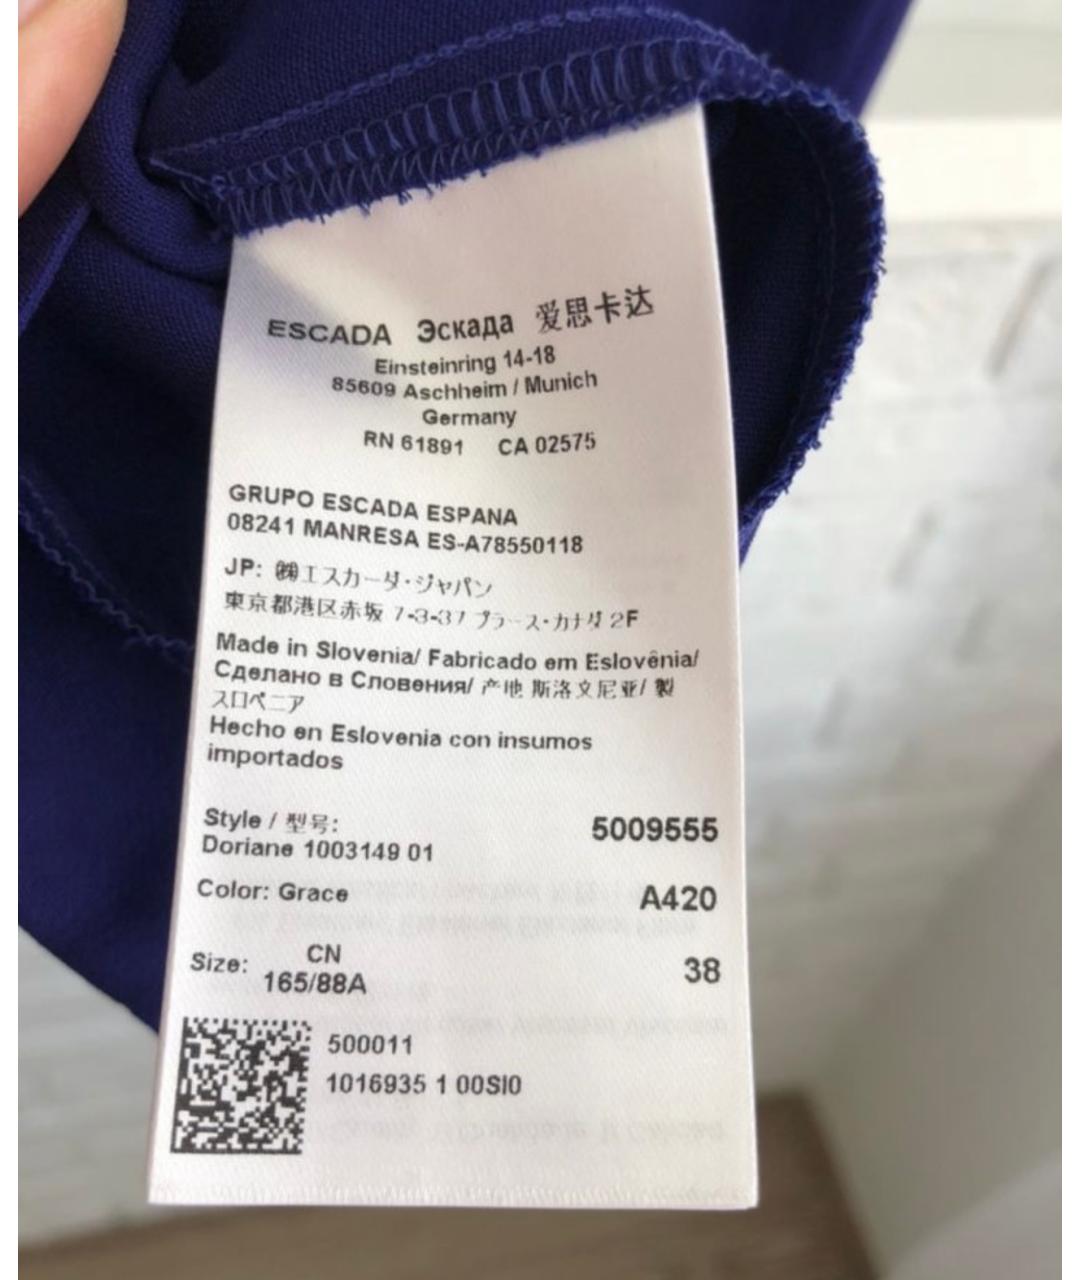 ESCADA Эскада 爱思卡达
Einsteinring 14-18
85609 Aschheim / Munich
Germany
RN 61891 CA 02575
GRUPO ESCADA ESPANA
08241 MANRESA ES-A78550118
JP: ㈱エスカーダ・ジャパン
東京都港区赤坂 7-3-37 プラース・カナダ 2F
Made in Slovenia/ Fabricado em Eslovênia/
Сделано в Словения/ 产地 斯洛文尼亚/ 製
スロベニア
Hecho en Eslovenia con insumos
importados
Style / 型号: 5009555
Doriane 1003149 01
Color: Grace A420
Size: CN 38
165/88A
500011
1016935 1 00SI0